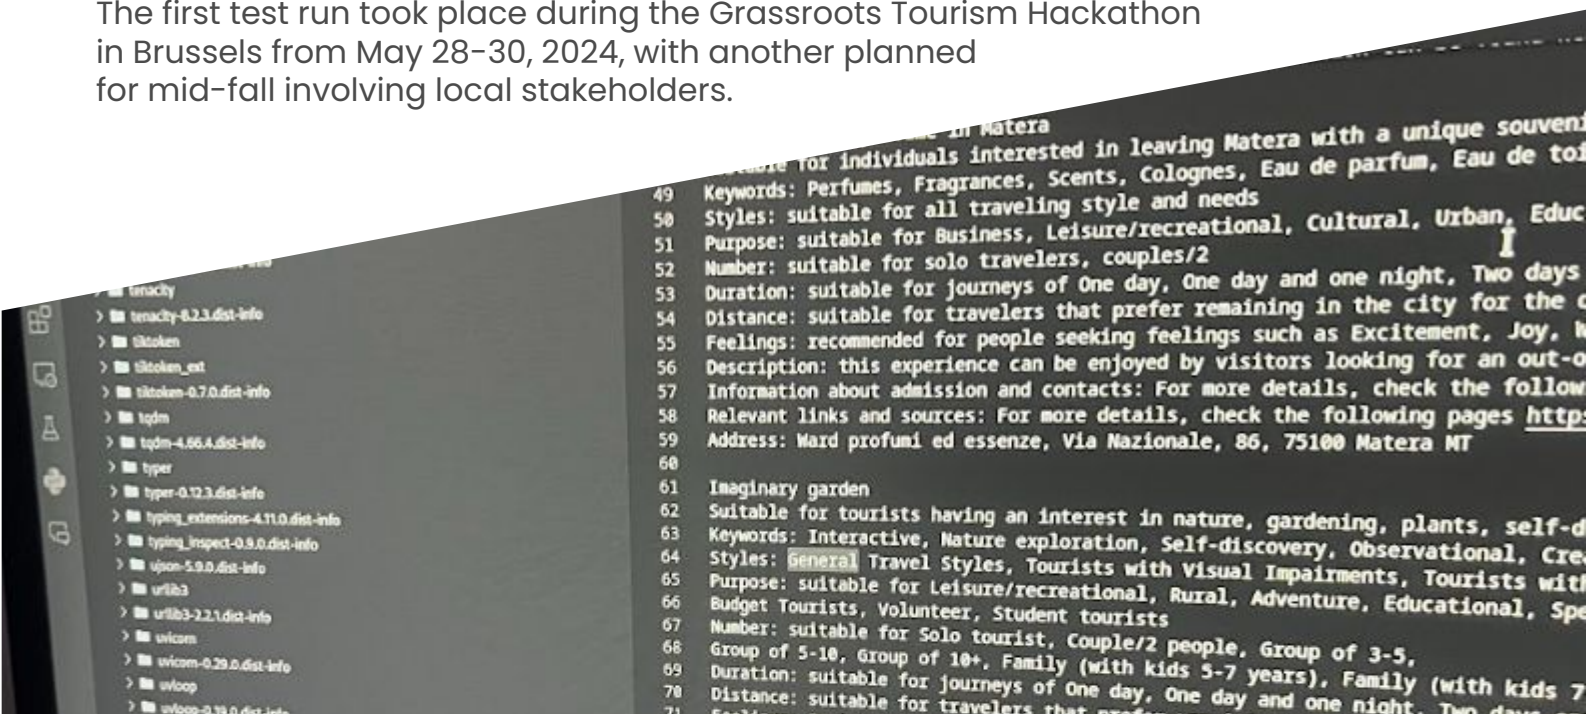 The first test run took place during the Grassroots Tourism Hackathon
in Brussels from May 28-30, 2024, with another planned
for mid-fall involving local stakeholders.
in Matera
for individuals interested in leaving Matera with a unique souveni
49 Keywords: Perfumes, Fragrances, Scents, Colognes, Eau de parfum, Eau de toi
50 Styles: suitable for all traveling style and needs
51 Purpose: suitable for Business, Leisure/recreational, Cultural, Urban, Educ
52 Number: suitable for solo travelers, couples/2
53 Duration: suitable for journeys of One day, One day and one night, Two days
54 Distance: suitable for travelers that prefer remaining in the city for the
55 Feelings: recommended for people seeking feelings such as Excitement, Joy,
56 Description: this experience can be enjoyed by visitors looking for an out-o
57 Information about admission and contacts: For more details, check the follow
58 Relevant links and sources: For more details, check the following pages https
59 Address: Ward profumi ed essenze, Via Nazionale, 86, 75100 Matera MT
60
61 Imaginary garden
62 Suitable for tourists having an interest in nature, gardening, plants, self-d
63 Keywords: Interactive, Nature exploration, Self-discovery, Observational, Cre
64 Styles: General Travel Styles, Tourists with Visual Impairments, Tourists with
65 Purpose: suitable for Leisure/recreational, Rural, Adventure, Educational, Spe
66 Budget Tourists, Volunteer, Student tourists
67 Number: suitable for Solo tourist, Couple/2 people, Group of 3-5,
68 Group of 5-10, Group of 10+, Family (with kids 5-7 years), Family (with kids 7
69 Duration: suitable for journeys of One day, One day and one night, Two days
70 Distance: suitable for travelers that
71
tenacity
tenacity-8.2.3.dist-info
tiktoken
tiktoken_ext
tiktoken-0.7.0.dist-info
tqdm
tqdm-4.66.4.dist-info
typer
typer-0.12.3.dist-info
typing_extensions-4.11.0.dist-info
typing_inspect-0.9.0.dist-info
ujson-5.9.0.dist-info
urllib3
urllib3-2.2.1.dist-info
uvicorn
uvicorn-0.29.0.dist-info
uvloop
uvloop-0.19.0.dist-info